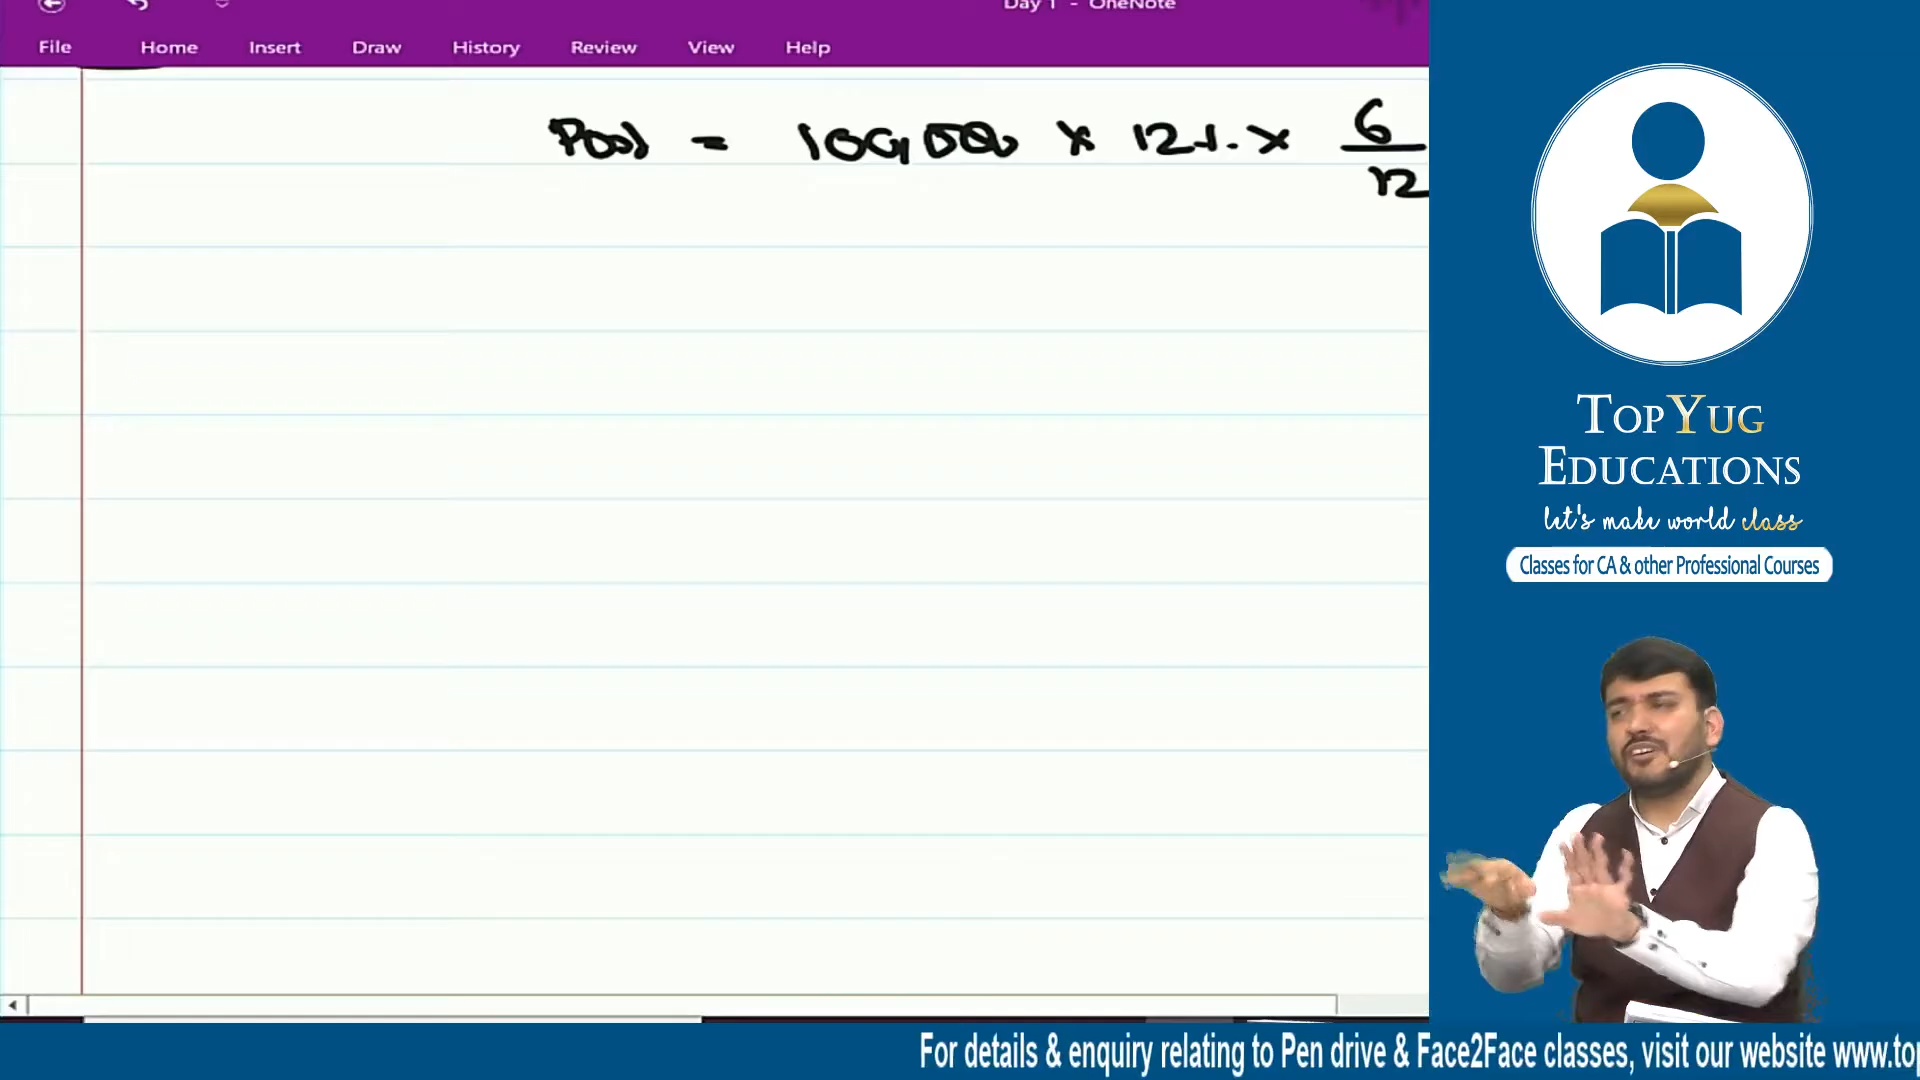 Day 1 - OneNote
File Home Insert Draw History Review View Help
Post = 100,000 × 12%. × 6/12
TOPYUG
EDUCATIONS
let's make world class
Classes for CA & other Professional Courses
For details & enquiry relating to Pen drive & Face2Face classes, visit our website www.top